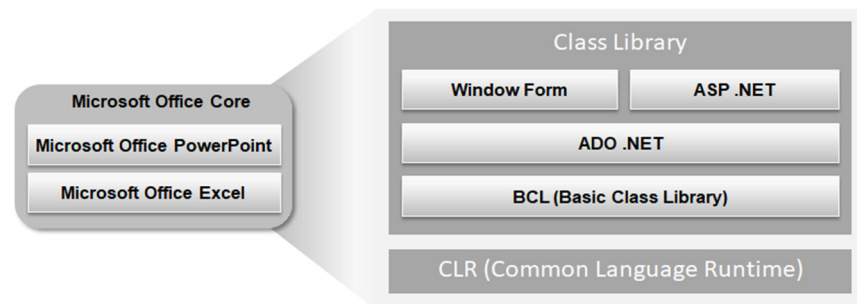 Microsoft Office Core
Microsoft Office PowerPoint
Microsoft Office Excel
Class Library
Window Form
ASP .NET
ADO .NET
BCL (Basic Class Library)
CLR (Common Language Runtime)